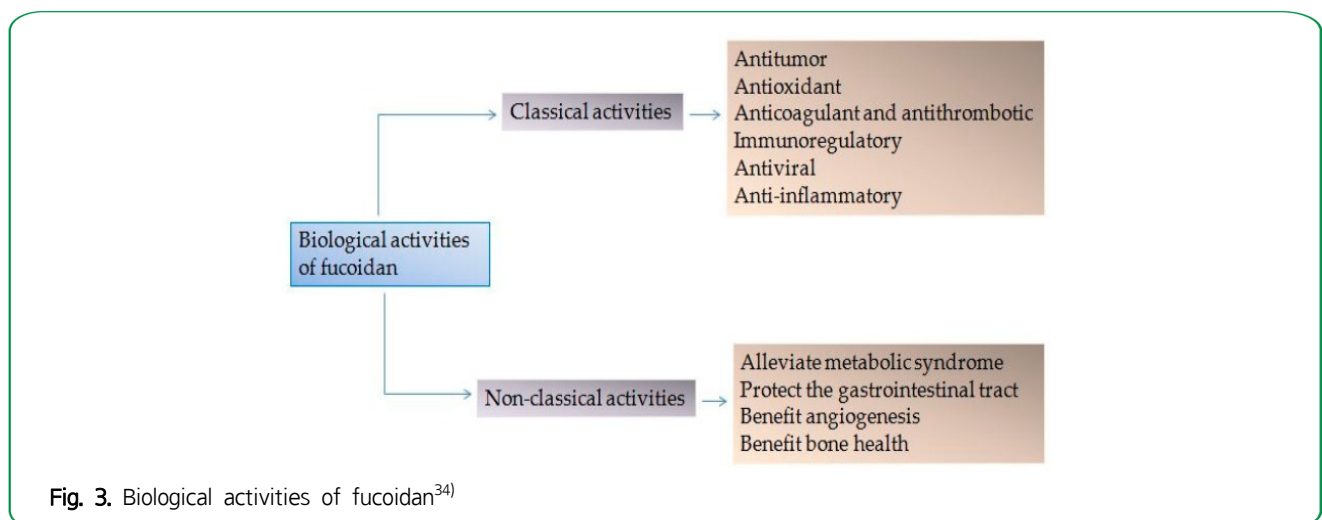 Classical activities
Antitumor
Antioxidant
Anticoagulant and antithrombotic
Immunoregulatory
Antiviral
Anti-inflammatory
Biological activities
of fucoidan
Non-classical activities
Alleviate metabolic syndrome
Protect the gastrointestinal tract
Benefit angiogenesis
Benefit bone health
Fig. 3. Biological activities of fucoidan34)